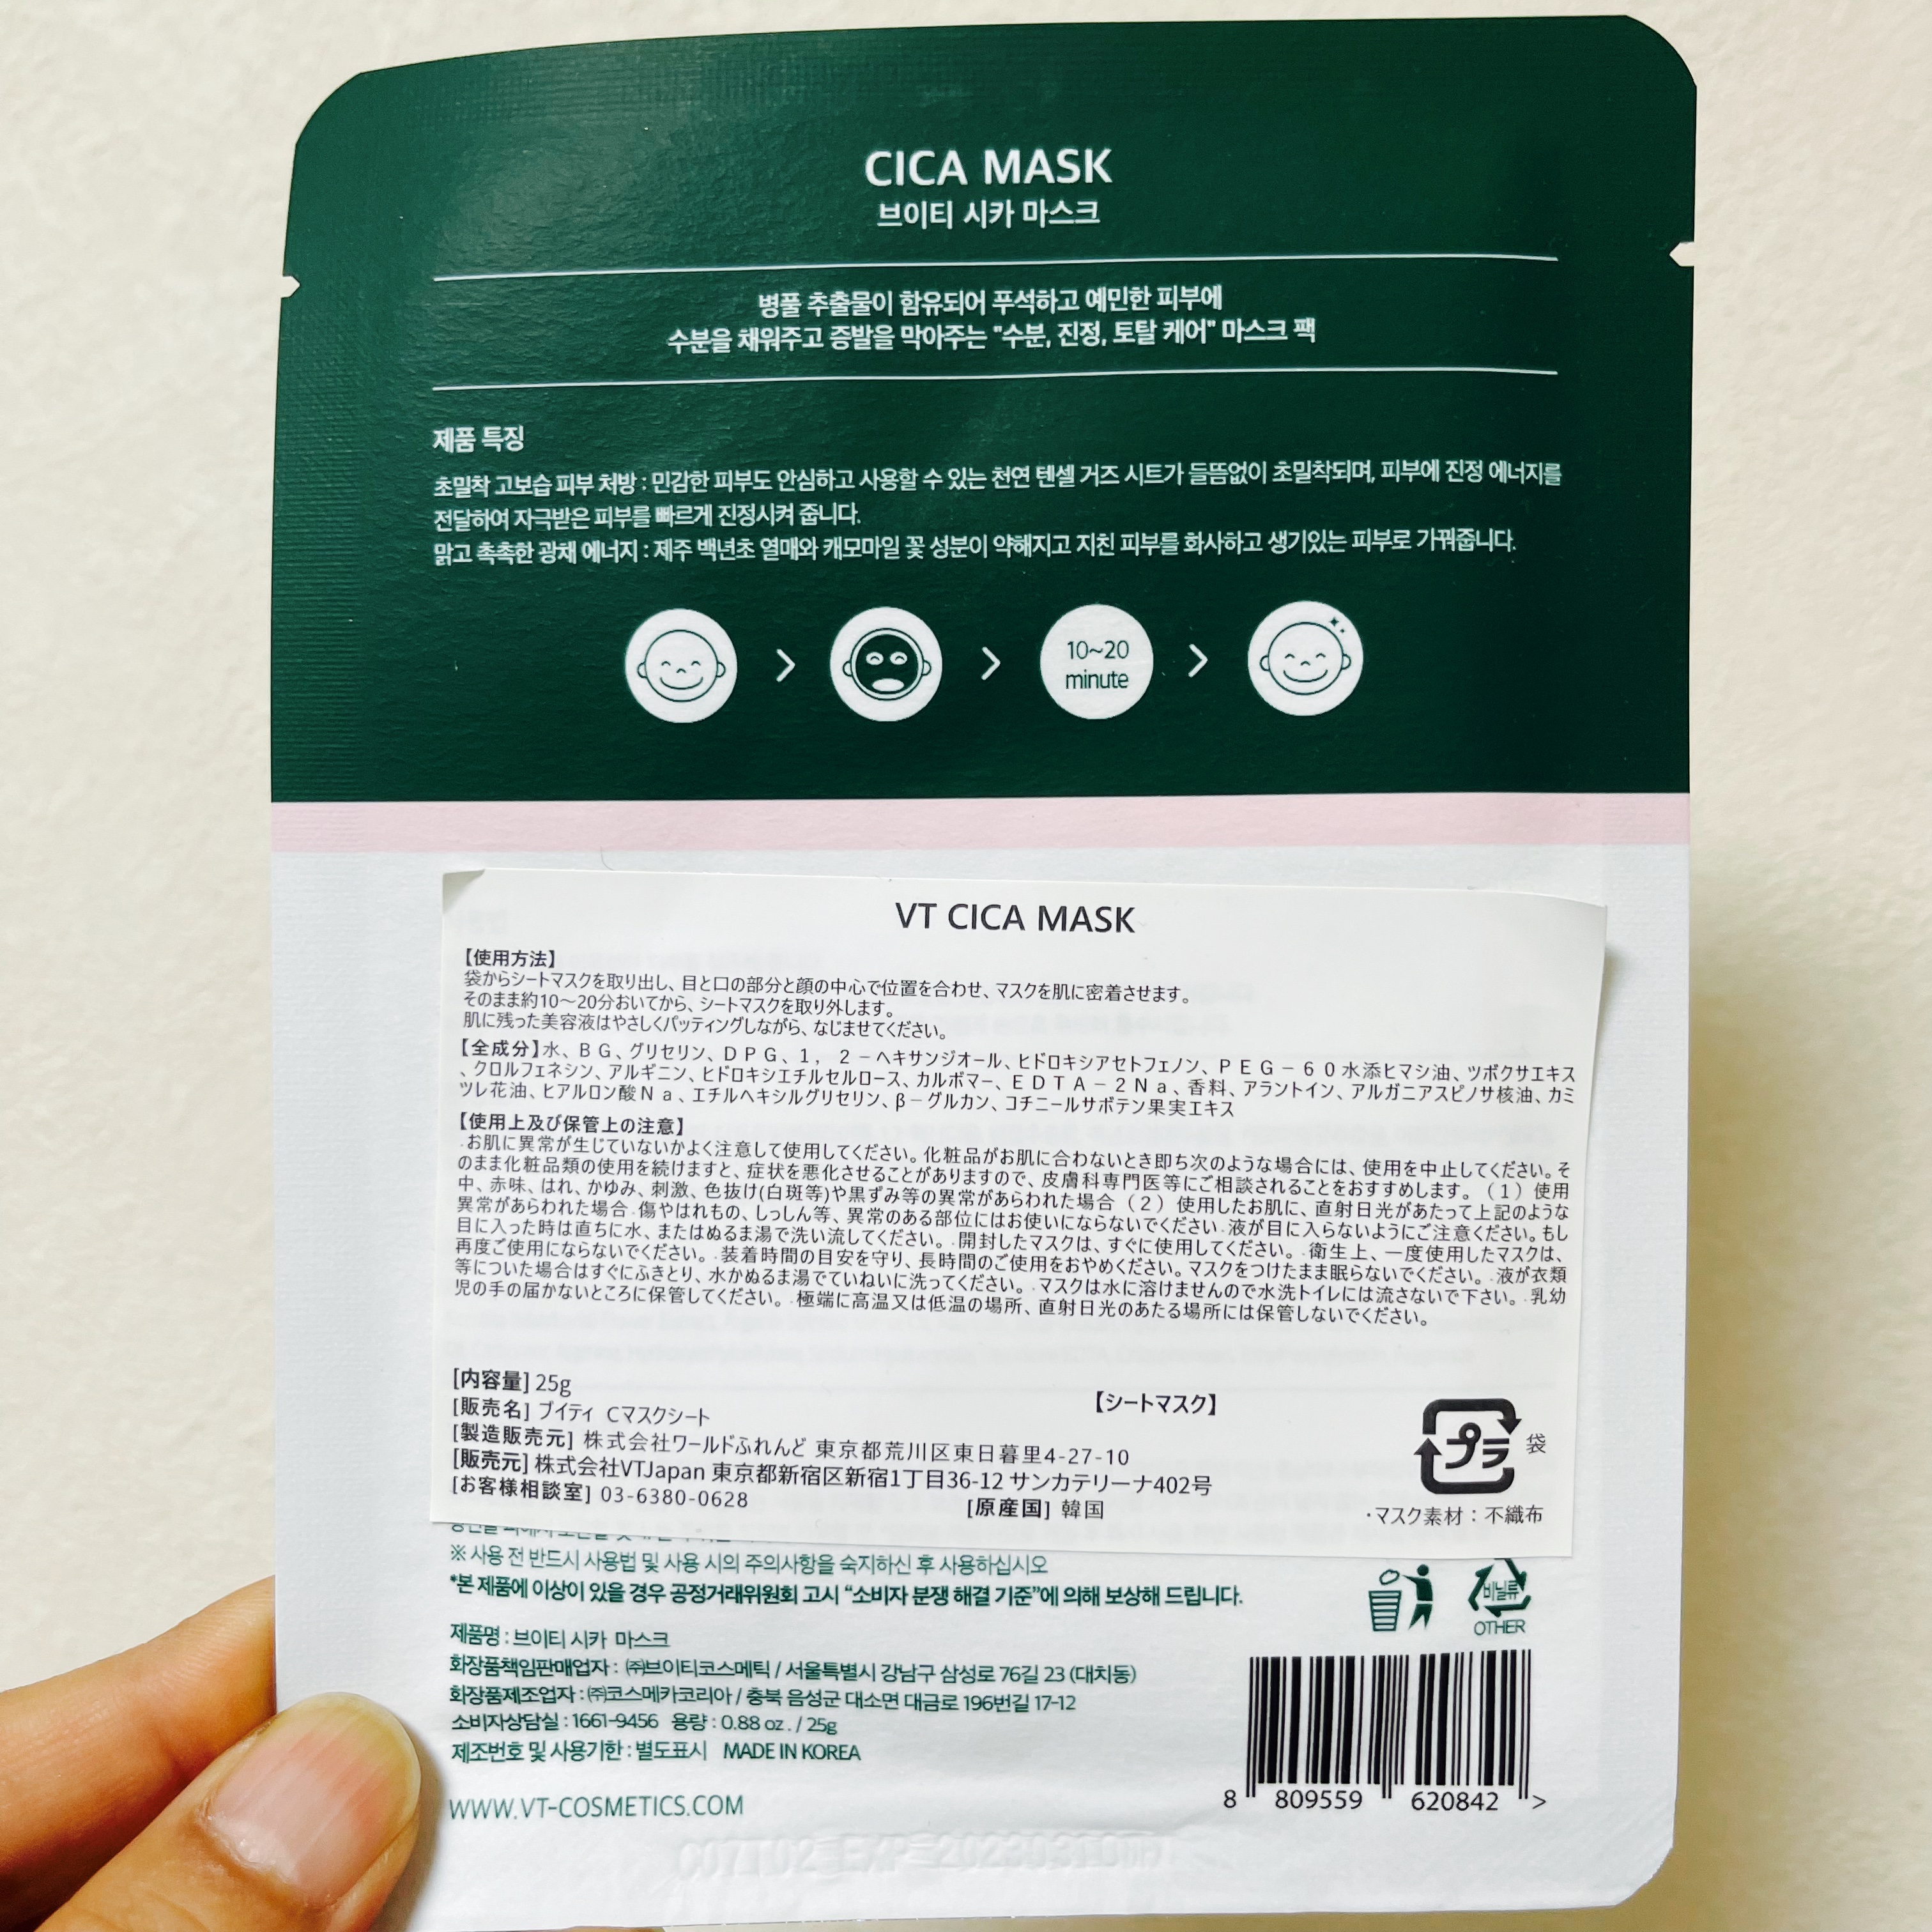 CICA MASK
브이티 시카 마스크
병풀 추출물이 함유되어 푸석하고 예민한 피부에
수분을 채워주고 증발을 막아주는 "수분, 진정, 토탈 케어" 마스크 팩
제품 특징
초밀착 고보습 피부 처방 : 민감한 피부도 안심하고 사용할 수 있는 천연 텐셀 거즈 시트가 들뜸없이 초밀착되며, 피부에 진정 에너지를
전달하여 자극받은 피부를 빠르게 진정시켜 줍니다.
맑고 촉촉한 광채 에너지 : 제주 백년초 열매와 캐모마일 꽃 성분이 약해지고 지친 피부를 화사하고 생기있는 피부로 가꿔줍니다.
> > 10~20 >
minute
VT CICA MASK
【使用方法】
袋からシートマスクを取り出し、目と口の部分と顔の中心で位置を合わせ、マスクを肌に密着させます。
そのまま約10～20分おいてから、シートマスクを取り外します。
肌に残った美容液はやさしくパッティングしながら、なじませてください。
【全成分】水、ＢＧ、グリセリン、ＤＰＧ、１，２－ヘキサンジオール、ヒドロキシアセトフェノン、ＰＥＧ－６０水添ヒマシ油、ツボクサエキス
、クロルフェネシン、アルギニン、ヒドロキシエチルセルロース、カルボマー、ＥＤＴＡ－２Ｎａ、香料、アラントイン、アルガニアスピノサ核油、カミ
ツレ花油、ヒアルロン酸Ｎａ、エチルヘキシルグリセリン、β－グルカン、コチニールサボテン果実エキス
【使用上及び保管上の注意】
·お肌に異常が生じていないかよく注意して使用してください。化粧品がお肌に合わないとき即ち次のような場合には、使用を中止してください。そ
のまま化粧品類の使用を続けますと、症状を悪化させることがありますので、皮膚科専門医等にご相談されることをおすすめします。（１）使用
中、赤味、はれ、かゆみ、刺激、色抜け(白斑等)や黒ずみ等の異常があらわれた場合（２）使用したお肌に、直射日光があたって上記のような
異常があらわれた場合·傷やはれもの、しっしん等、異常のある部位にはお使いにならないでください·液が目に入らないようにご注意ください。もし
目に入った時は直ちに水、またはぬるま湯で洗い流してください。·開封したマスクは、すぐに使用してください。·衛生上、一度使用したマスクは、
再度ご使用にならないでください。·装着時間の目安を守り、長時間のご使用をおやめください。マスクをつけたまま眠らないでください。·液が衣類
等についた場合はすぐにふきとり、水かぬるま湯でていねいに洗ってください。·マスクは水に溶けませんので水洗トイレには流さないで下さい。·乳幼
児の手の届かないところに保管してください。·極端に高温又は低温の場所、直射日光のあたる場所には保管しないでください。
[内容量] 25g
【シートマスク】
[販売名] ブイティ Cマスクシート
[製造販売元] 株式会社ワールドふれんど 東京都荒川区東日暮里4-27-10
[販売元] 株式会社VTJapan 東京都新宿区新宿1丁目36-12 サンカテリーナ402号
[お客様相談室] 03-6380-0628
[原産国] 韓国
プラ 袋
·マスク素材：不織布
※ 사용 전 반드시 사용법 및 사용 시의 주의사항을 숙지하신 후 사용하십시오
*본 제품에 이상이 있을 경우 공정거래위원회 고시 “소비자 분쟁 해결 기준”에 의해 보상해 드립니다.
비닐류
OTHER
제품명 : 브이티 시카 마스크
화장품책임판매업자 : ㈜브이티코스메틱 / 서울특별시 강남구 삼성로 76길 23 (대치동)
화장품제조업자 : ㈜코스메카코리아 / 충북 음성군 대소면 대금로 196번길 17-12
소비자상담실 : 1661-9456 용량 : 0.88 oz . / 25g
제조번호 및 사용기한 : 별도표시 MADE IN KOREA
WWW.VT-COSMETICS.COM
8 809559 620842 >